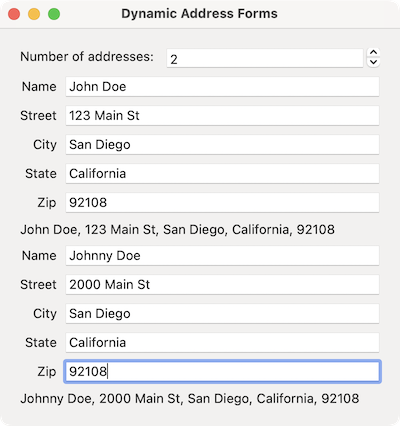 Dynamic Address Forms
Number of addresses: 2
Name John Doe
Street 123 Main St
City San Diego
State California
Zip 92108
John Doe, 123 Main St, San Diego, California, 92108
Name Johnny Doe
Street 2000 Main St
City San Diego
State California
Zip 92108
Johnny Doe, 2000 Main St, San Diego, California, 92108